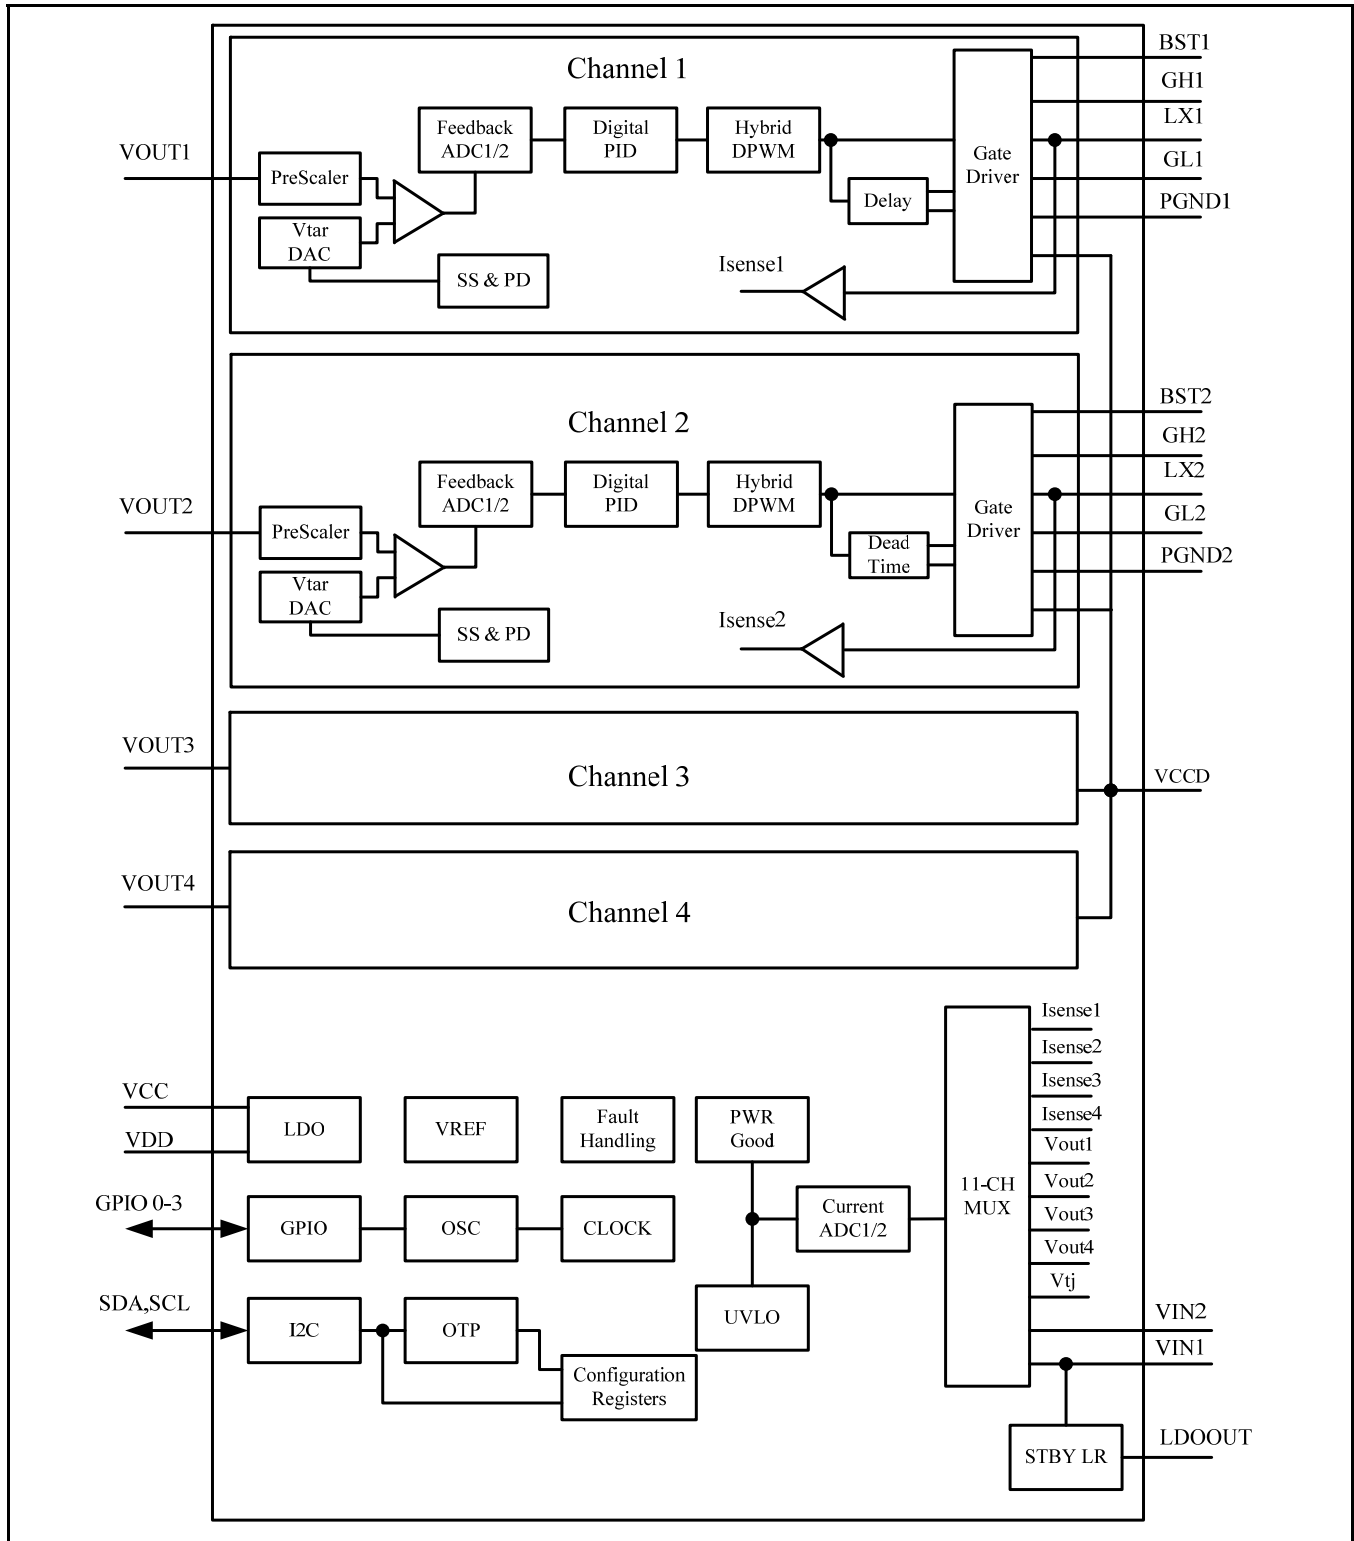 Channel 1
BST1
GH1
LX1
GL1
PGND1
VOUT1
PreScaler
Vtar
DAC
Feedback
ADC1/2
Digital
PID
Hybrid
DPWM
Delay
Gate
Driver
SS & PD
Isense1
Channel 2
BST2
GH2
LX2
GL2
PGND2
VOUT2
PreScaler
Vtar
DAC
Feedback
ADC1/2
Digital
PID
Hybrid
DPWM
Dead
Time
Gate
Driver
SS & PD
Isense2
VOUT3
Channel 3
VCCD
VOUT4
Channel 4
VCC
VDD
LDO
VREF
Fault
Handling
PWR
Good
GPIO 0-3
GPIO
OSC
CLOCK
Current
ADC1/2
11-CH
MUX
Isense1
Isense2
Isense3
Isense4
Vout1
Vout2
Vout3
Vout4
Vtj
SDA,SCL
I2C
OTP
Configuration
Registers
UVLO
VIN2
VIN1
STBY LR
LDOOUT